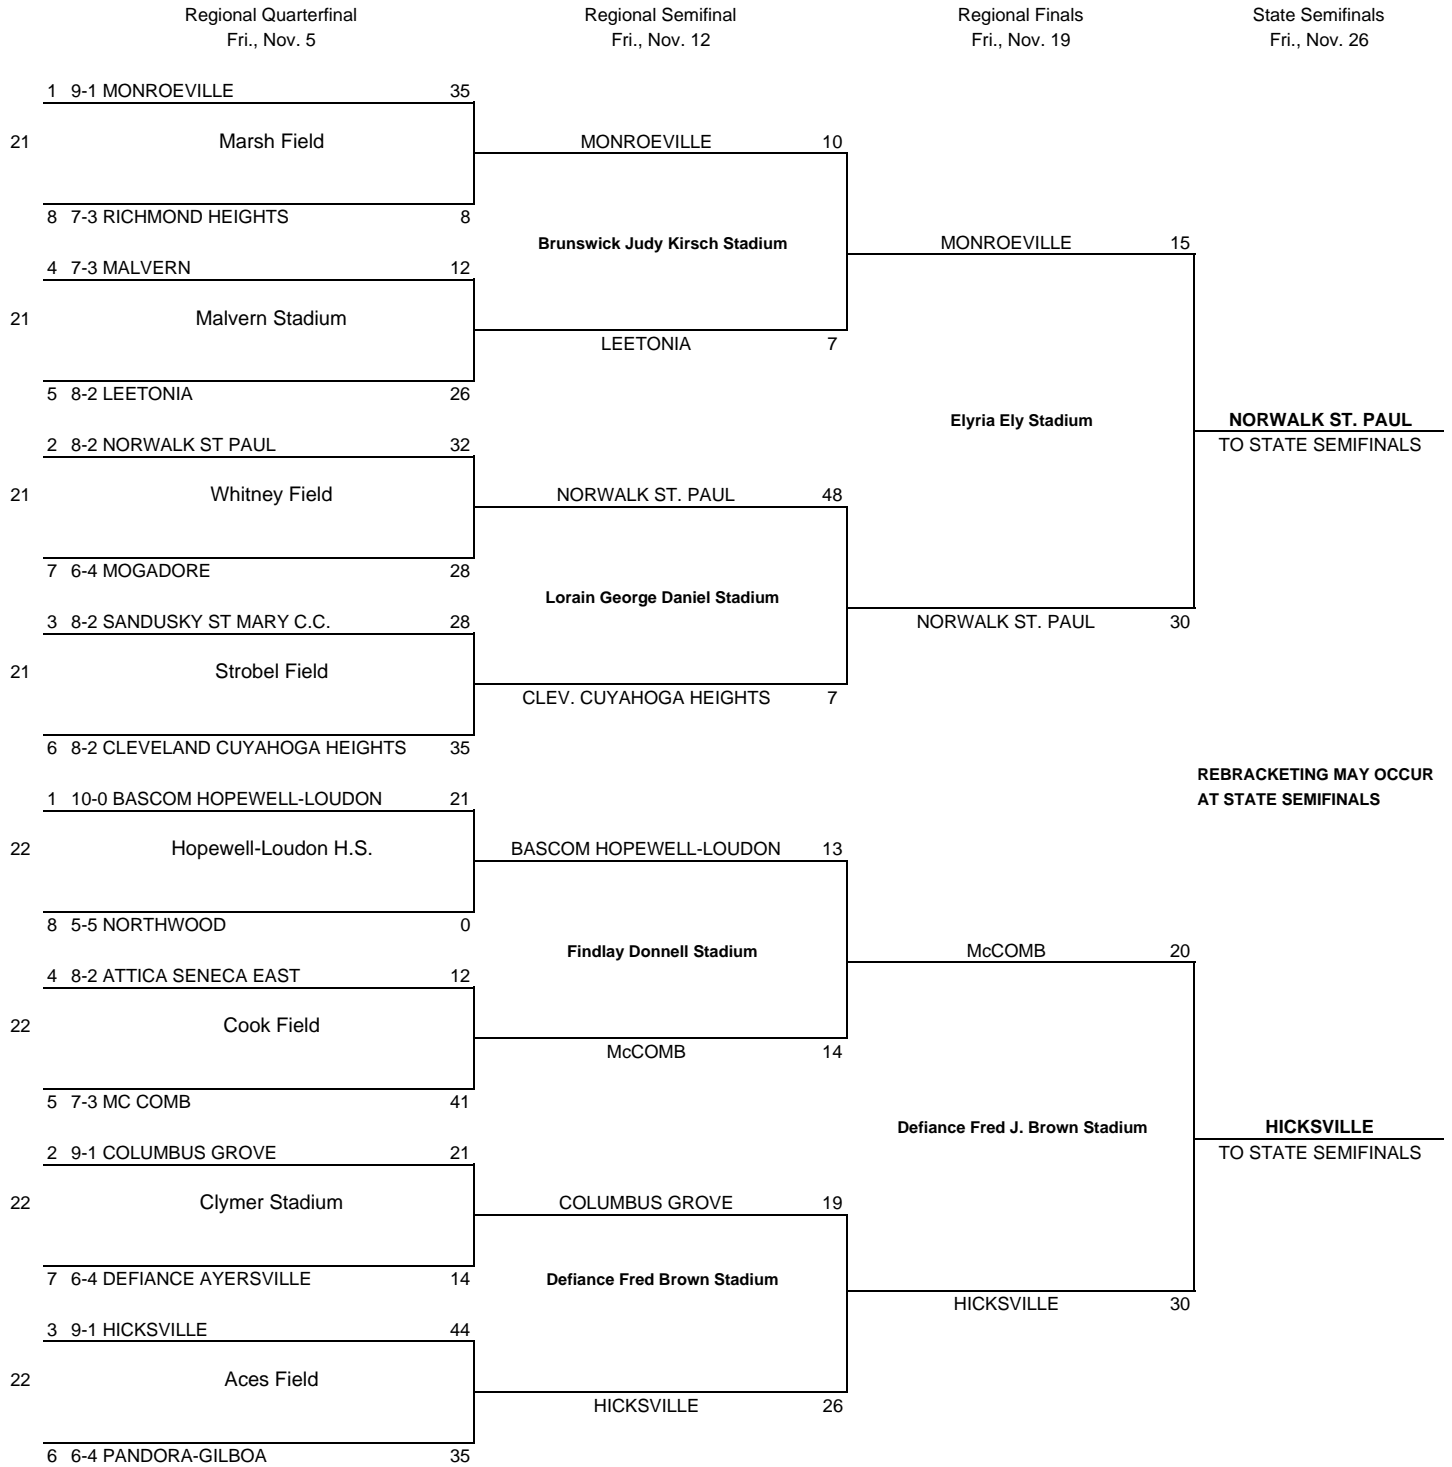 Regional Quarterfinal Regional Semifinal Regional Finals State Semifinals
Fri., Nov. 5 Fri., Nov. 12 Fri., Nov. 19 Fri., Nov. 26
1 9-1 MONROEVILLE 35
21 Marsh Field MONROEVILLE 10
8 7-3 RICHMOND HEIGHTS 8
Brunswick Judy Kirsch Stadium MONROEVILLE 15
4 7-3 MALVERN 12
21 Malvern Stadium
LEETONIA 7
5 8-2 LEETONIA 26
Elyria Ely Stadium NORWALK ST. PAUL
2 8-2 NORWALK ST PAUL 32 TO STATE SEMIFINALS
21 Whitney Field NORWALK ST. PAUL 48
7 6-4 MOGADORE 28
Lorain George Daniel Stadium
3 8-2 SANDUSKY ST MARY C.C. 28 NORWALK ST. PAUL 30
21 Strobel Field
CLEV. CUYAHOGA HEIGHTS 7
6 8-2 CLEVELAND CUYAHOGA HEIGHTS 35
REBRACKETING MAY OCCUR
1 10-0 BASCOM HOPEWELL-LOUDON 21 AT STATE SEMIFINALS
22 Hopewell-Loudon H.S. BASCOM HOPEWELL-LOUDON 13
8 5-5 NORTHWOOD 0
Findlay Donnell Stadium McCOMB 20
4 8-2 ATTICA SENECA EAST 12
22 Cook Field
McCOMB 14
5 7-3 MC COMB 41
Defiance Fred J. Brown Stadium HICKSVILLE
2 9-1 COLUMBUS GROVE 21 TO STATE SEMIFINALS
22 Clymer Stadium COLUMBUS GROVE 19
7 6-4 DEFIANCE AYERSVILLE 14 Defiance Fred Brown Stadium
HICKSVILLE 30
3 9-1 HICKSVILLE 44
22 Aces Field
HICKSVILLE 26
6 6-4 PANDORA-GILBOA 35